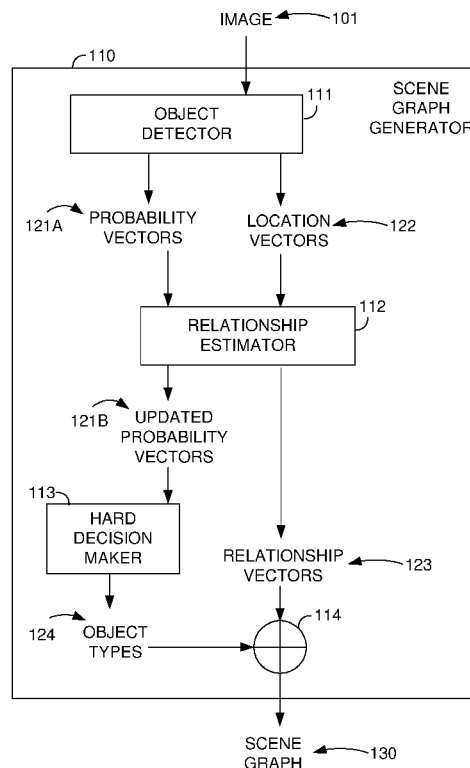 IMAGE 101
110
SCENE
GRAPH
GENERATOR
111
OBJECT
DETECTOR
121A
PROBABILITY
VECTORS
LOCATION
VECTORS
122
112
RELATIONSHIP
ESTIMATOR
121B
UPDATED
PROBABILITY
VECTORS
113
HARD
DECISION
MAKER
RELATIONSHIP
VECTORS
123
114
124
OBJECT
TYPES
SCENE
GRAPH
130